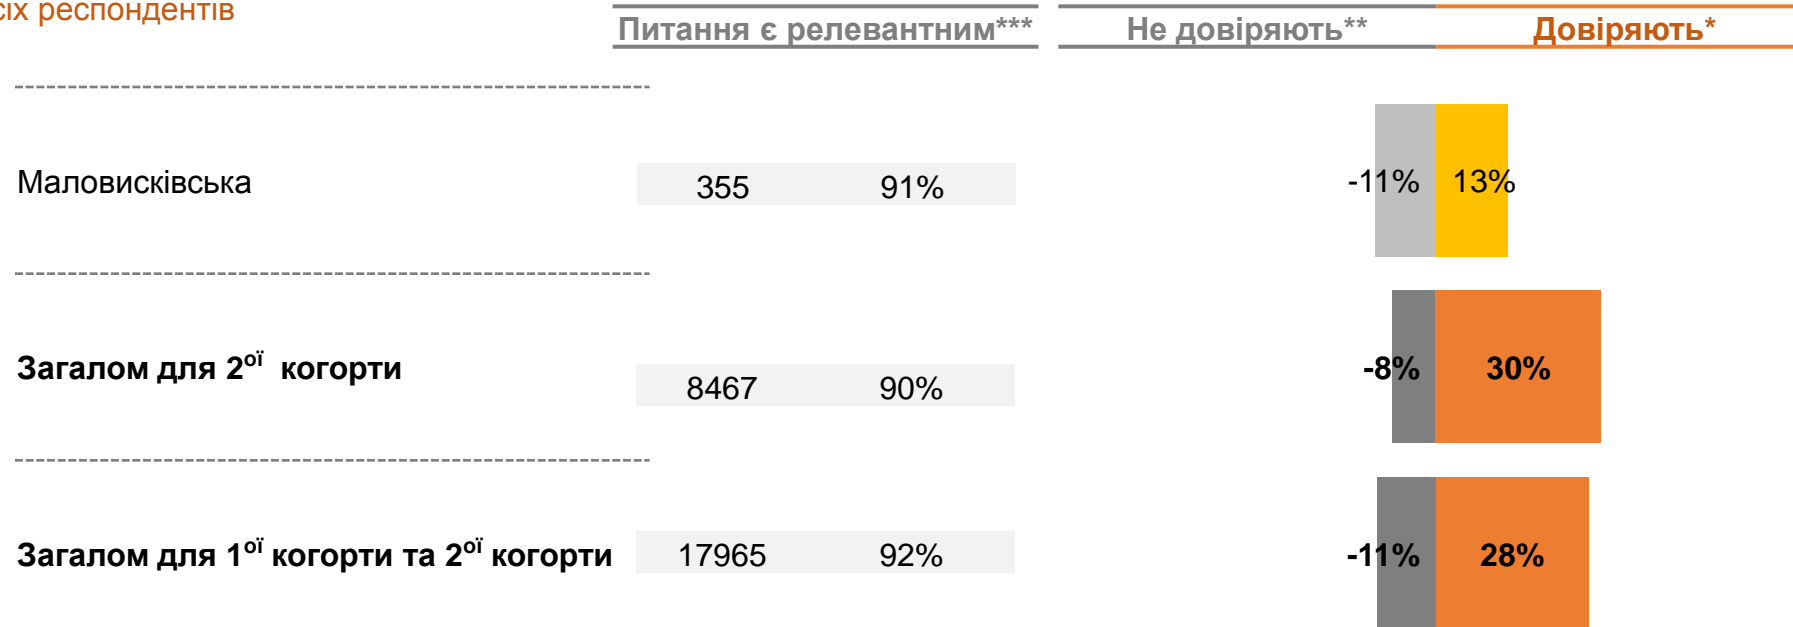 сіх респондентів
Питання є релевантним*** Не довіряють** Довіряють*
Маловисківська 355 91% -11% 13%
Загалом для 2ої когорти 8467 90% -8% 30%
Загалом для 1ої когорти та 2ої когорти 17965 92% -11% 28%